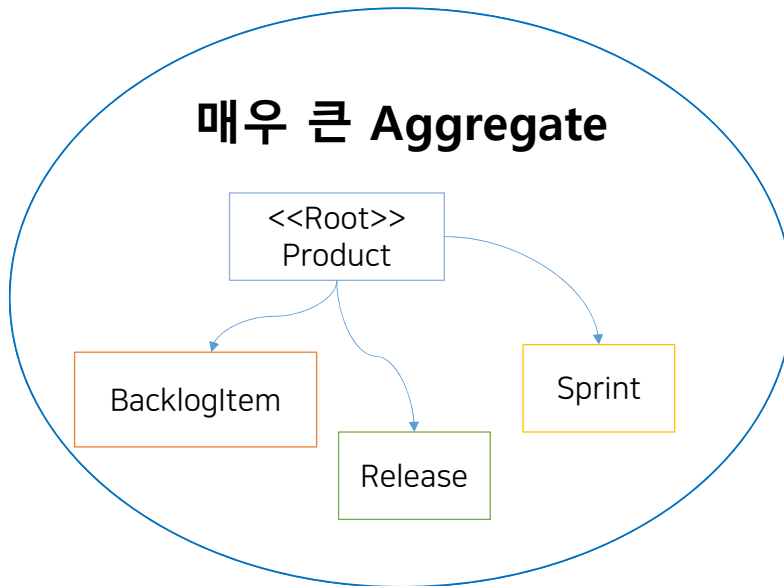 매우 큰 Aggregate
<<Root>>
Product
BacklogItem
Sprint
Release